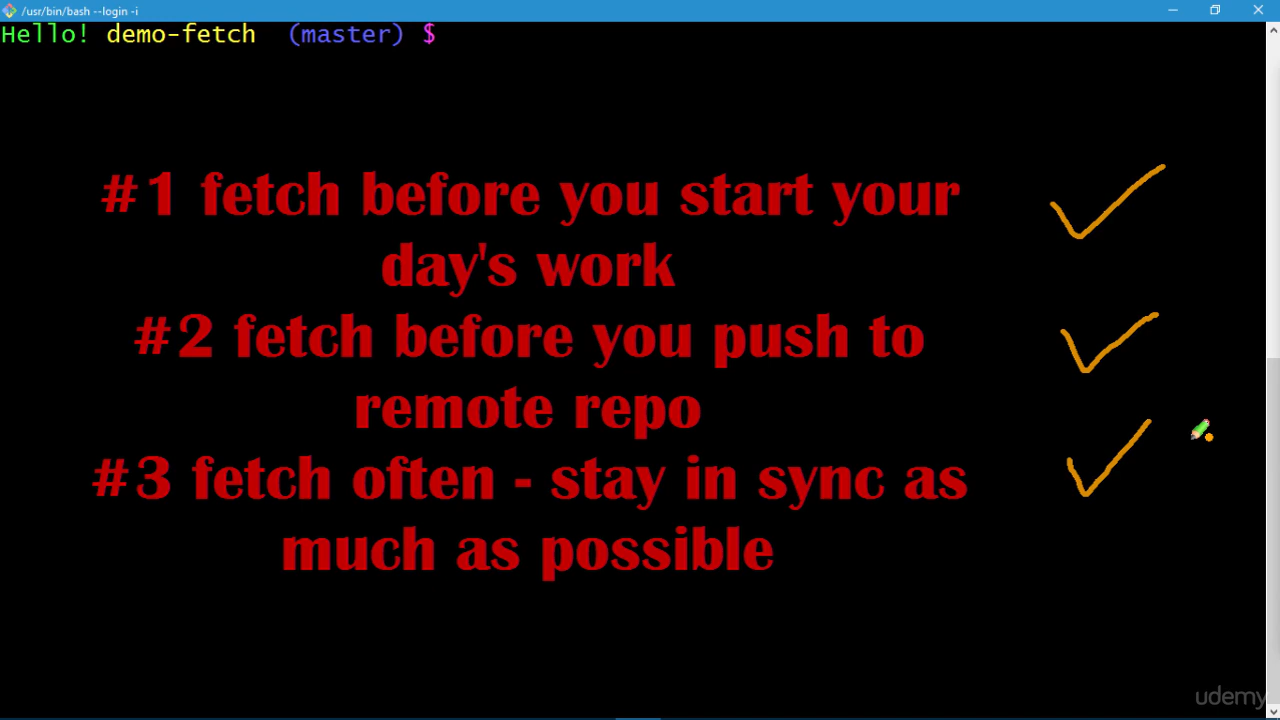 /usr/bin/bash --login -i
Hello! demo-fetch (master) $
#1 fetch before you start your
day's work
#2 fetch before you push to
remote repo
#3 fetch often - stay in sync as
much as possible
udemy